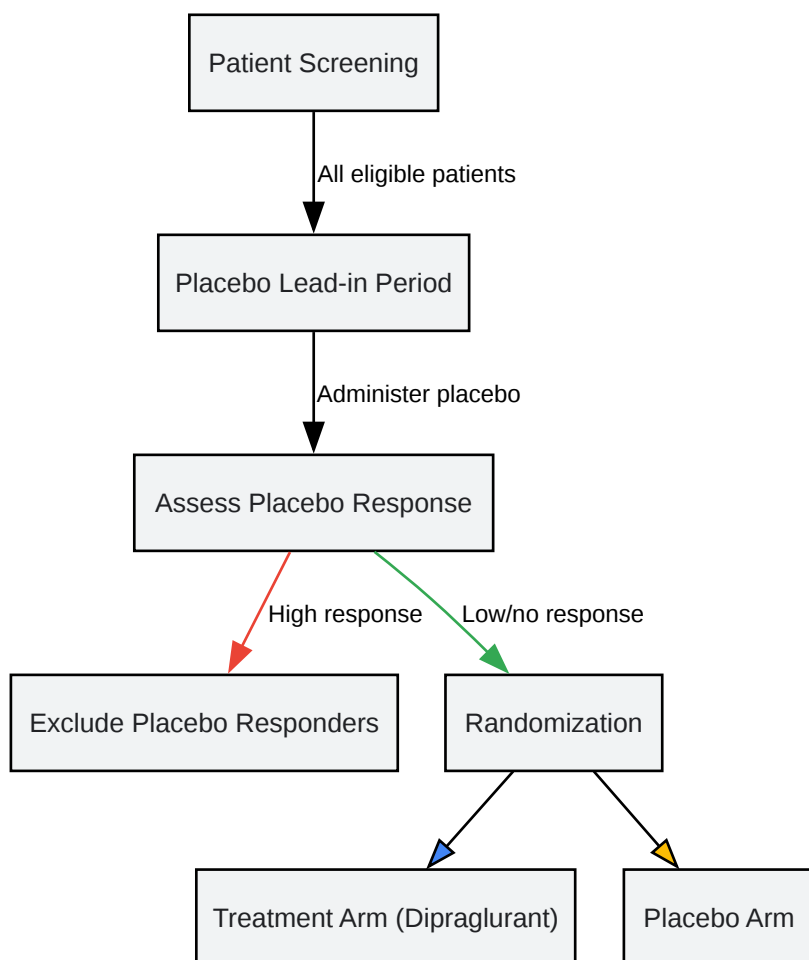 Patient Screening
All eligible patients
Placebo Lead-in Period
Administer placebo
Assess Placebo Response
High response
Low/no response
Exclude Placebo Responders
Randomization
Treatment Arm (Dipraglurant)
Placebo Arm